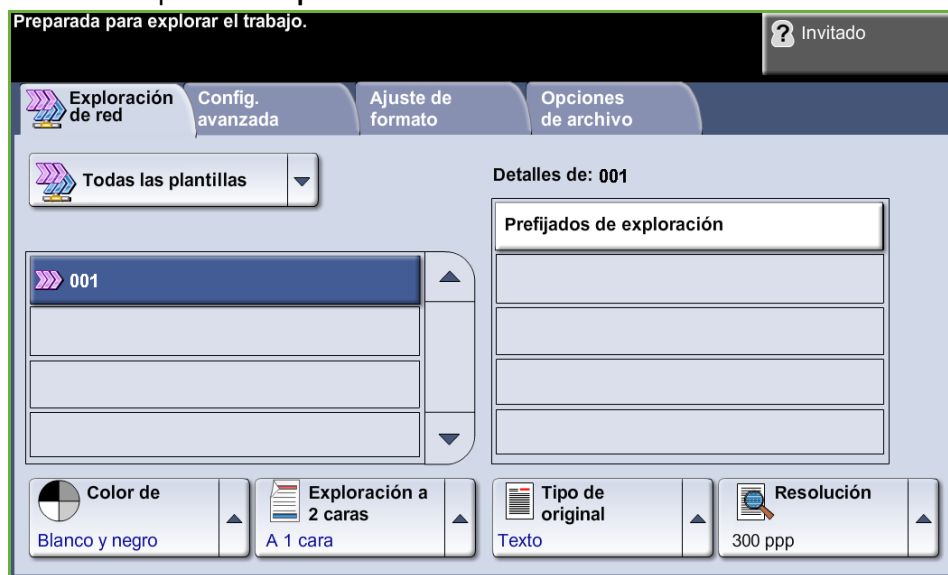 Preparada para explorar el trabajo.
Invitado
Exploración
de red
Config.
avanzada
Ajuste de
formato
Opciones
de archivo
Todas las plantillas
Detalles de: 001
Prefijados de exploración
001
Color de
Blanco y negro
Exploración a
2 caras
A 1 cara
Tipo de
original
Texto
Resolución
300 ppp